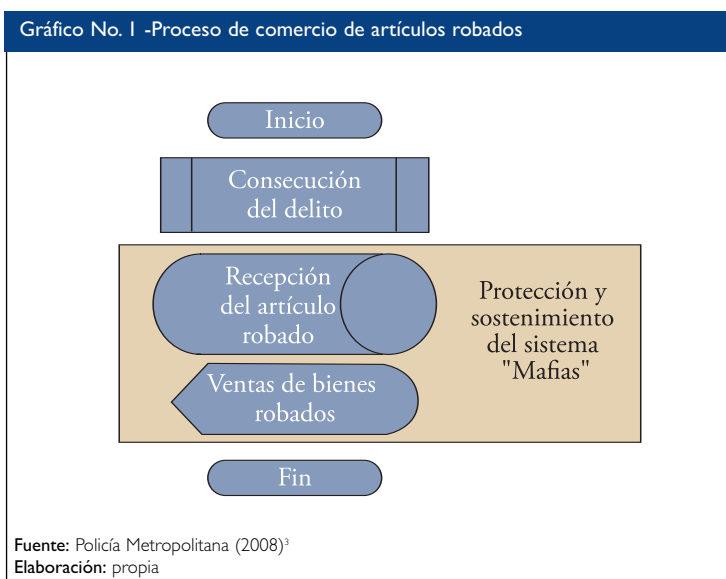 Gráfico No. 1 -Proceso de comercio de artículos robados
Inicio
Consecución
del delito
Recepción
del artículo
robado
Protección y
sostenimiento
del sistema
"Mafias"
Ventas de bienes
robados
Fin
Fuente: Policía Metropolitana (2008)³
Elaboración: propia